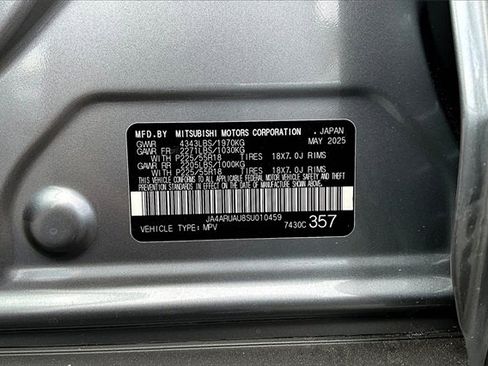 MFD.BY MITSUBISHI MOTORS CORPORATION . JAPAN
GVWR 4343LBS/1970KG MAY 2025
GAWR FR 2271LBS/1030KG
WITH P225/55R18 TIRES 18X7.0J RIMS
GAWR RR 2205LBS/1000KG
WITH P225/55R18 TIRES 18X7.0J RIMS
THIS VEHICLE CONFORMS TO ALL APPLICABLE FEDERAL MOTOR
VEHICLE SAFETY AND THEFT PREVENTION STANDARDS IN EFFECT ON
THE DATE OF MANUFACTURE SHOWN ABOVE.
JA4ARUAU8SU010459
VEHICLE TYPE: MPV 7430C 357